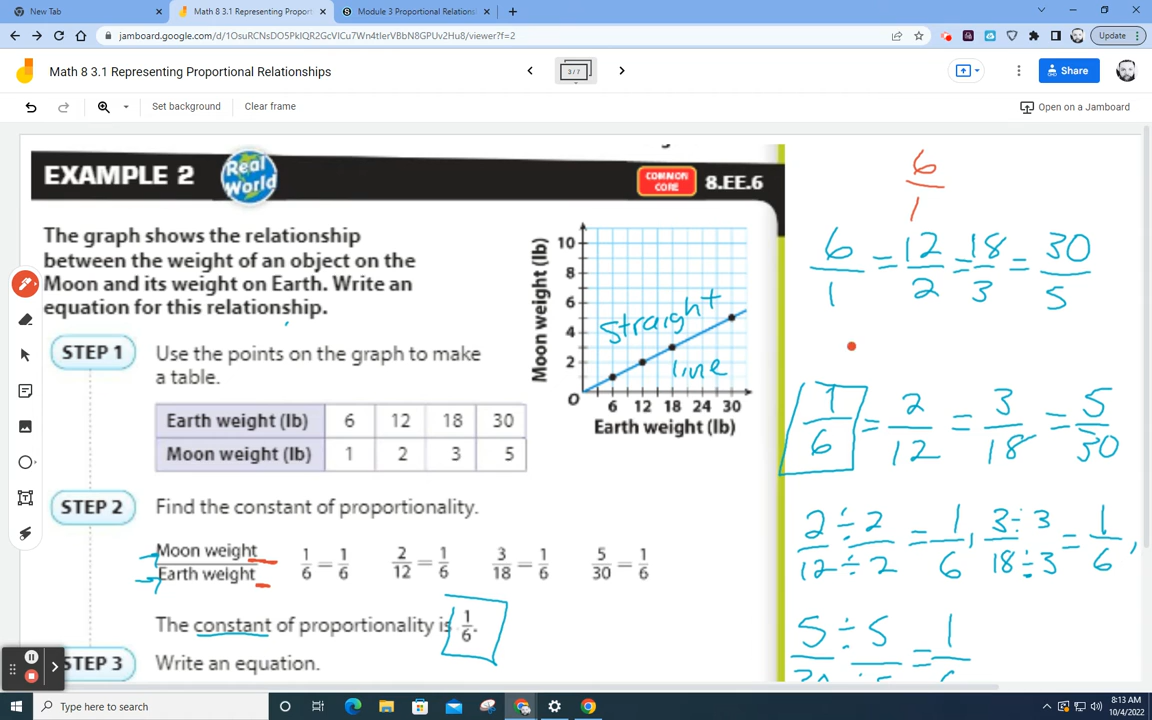 New Tab
Math 8 3.1 Representing Propor
Module 3 Proportional Relations
jamboard.google.com/d/1OsuRCNsDO5PklQR2GcVlCu7Wn4tlerVBbN8GPUv2Hu8/viewer?f=2
Update
Math 8 3.1 Representing Proportional Relationships
3 / 7
Share
Set background
Clear frame
Open on a Jamboard
EXAMPLE 2
Real World
COMMON CORE
8.EE.6
The graph shows the relationship
between the weight of an object on the
Moon and its weight on Earth. Write an
equation for this relationship.
Moon weight (lb)
10
8
6
4
2
O
6 12 18 24 30
Earth weight (lb)
straight
line
STEP 1
Use the points on the graph to make
a table.
Earth weight (lb) 6 12 18 30
Moon weight (lb) 1 2 3 5
STEP 2
Find the constant of proportionality.
Moon weight / Earth weight 1/6 = 1/6 2/12 = 1/6 3/18 = 1/6 5/30 = 1/6
The constant of proportionality is 1/6.
STEP 3
Write an equation.
6/1
6/1 = 12/2 = 18/3 = 30/5
1/6 = 2/12 = 3/18 = 5/30
2/12 ÷ 2/÷ 2 = 1/6, 3 ÷ 3/18 ÷ 3 = 1/6,
5 ÷ 5 = 1
Type here to search
8:13 AM
10/4/2022